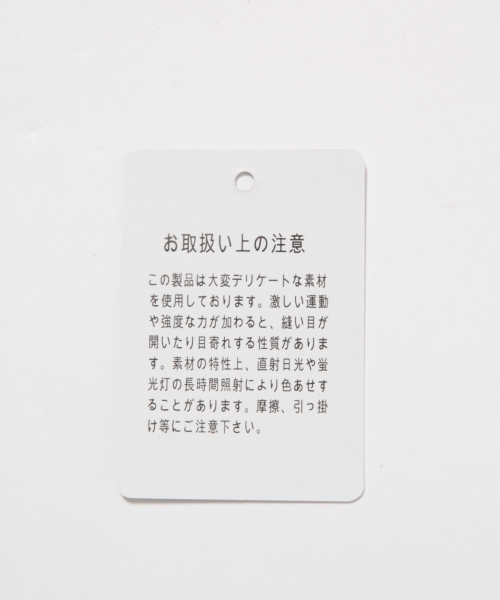 お取扱い上の注意
この製品は大変デリケートな素材
を使用しております。激しい運動
や強度な力が加わると、縫い目が
開いたり目寄れする性質がありま
す。素材の特性上、直射日光や蛍
光灯の長時間照射により色あせす
ることがあります。摩擦、引っ掛
け等にご注意下さい。